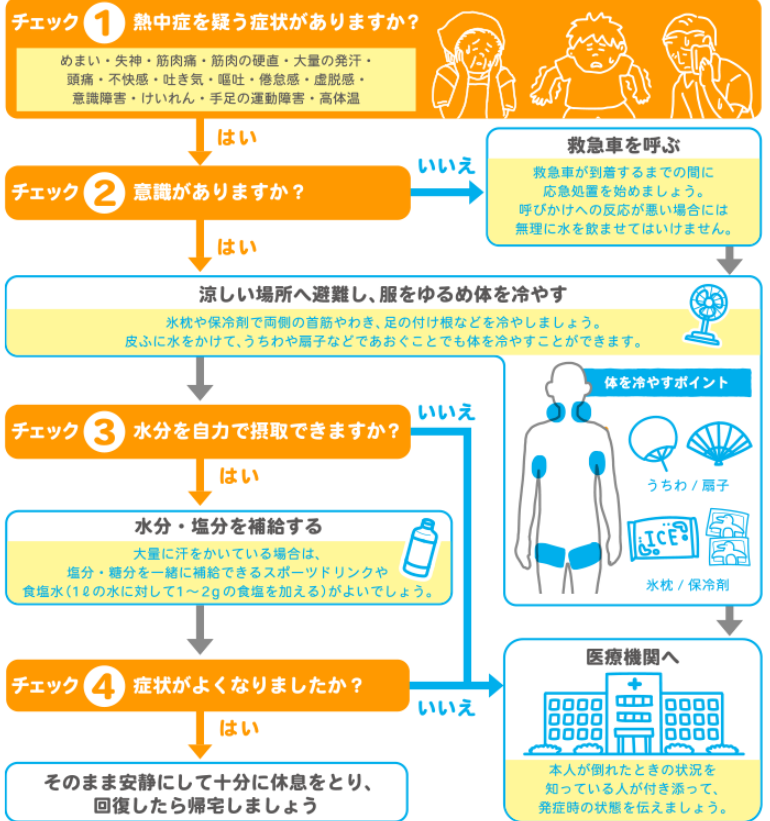 チェック 1 熱中症を疑う症状がありますか？
めまい・失神・筋肉痛・筋肉の硬直・大量の発汗・
頭痛・不快感・吐き気・嘔吐・倦怠感・虚脱感・
意識障害・けいれん・手足の運動障害・高体温
はい
チェック 2 意識がありますか？
いいえ
救急車を呼ぶ
救急車が到着するまでの間に
応急処置を始めましょう。
呼びかけへの反応が悪い場合には
無理に水を飲ませてはいけません。
はい
涼しい場所へ避難し、服をゆるめ体を冷やす
氷枕や保冷剤で両側の首筋やわき、足の付け根などを冷やしましょう。
皮ふに水をかけて、うちわや扇子などであおぐことでも体を冷やすことができます。
体を冷やすポイント
うちわ / 扇子
ICE
氷枕 / 保冷剤
チェック 3 水分を自力で摂取できますか？
いいえ
はい
水分・塩分を補給する
大量に汗をかいている場合は、
塩分・糖分を一緒に補給できるスポーツドリンクや
食塩水（1ℓの水に対して1〜2gの食塩を加える）がよいでしょう。
チェック 4 症状がよくなりましたか？
いいえ
はい
そのまま安静にして十分に休息をとり、
回復したら帰宅しましょう
医療機関へ
本人が倒れたときの状況を
知っている人が付き添って、
発症時の状態を伝えましょう。